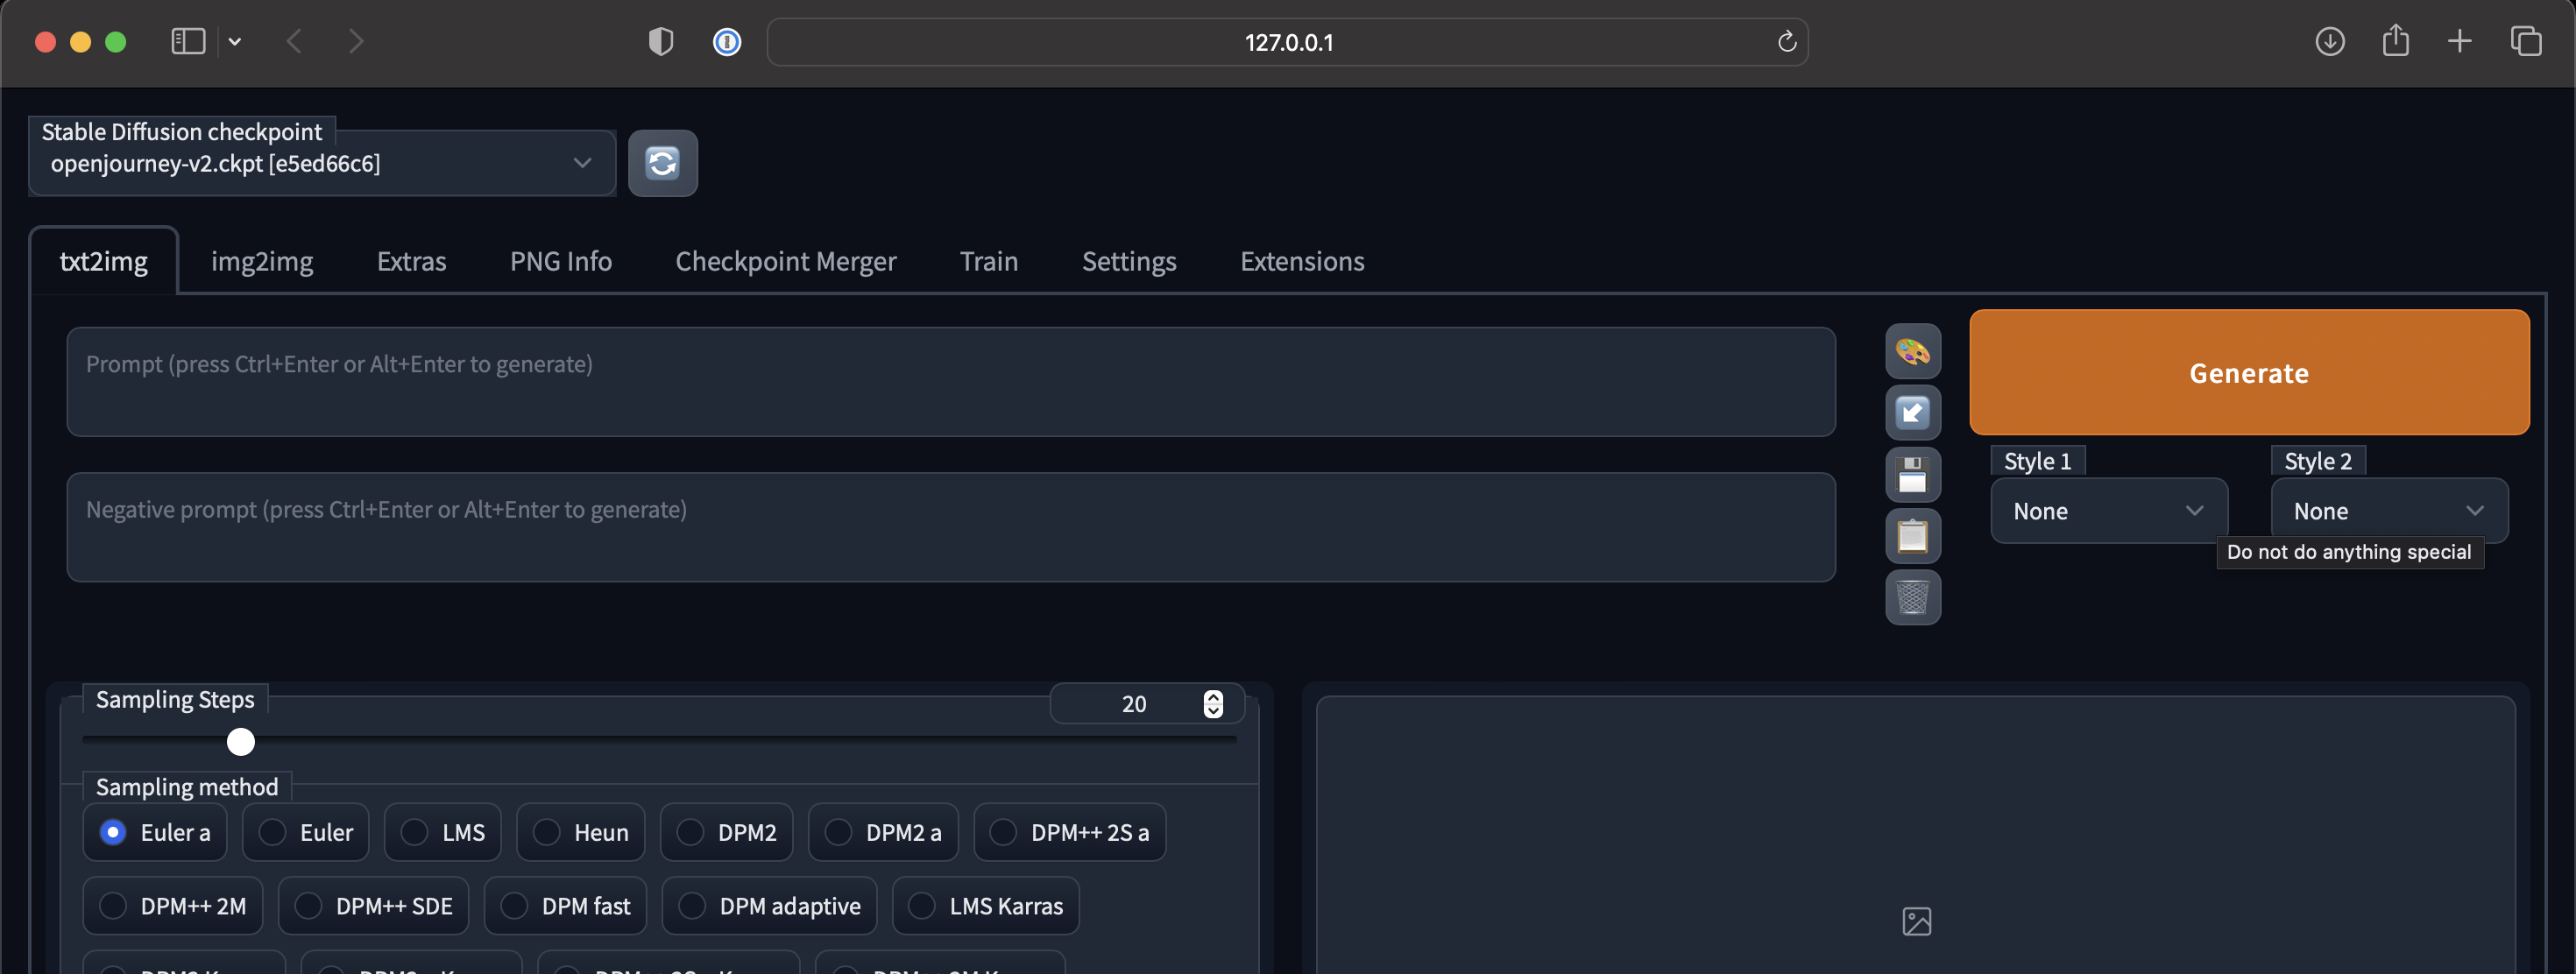 127.0.0.1
Stable Diffusion checkpoint
openjourney-v2.ckpt [e5ed66c6]
txt2img img2img Extras PNG Info Checkpoint Merger Train Settings Extensions
Prompt (press Ctrl+Enter or Alt+Enter to generate)
Generate
Negative prompt (press Ctrl+Enter or Alt+Enter to generate)
Style 1 Style 2
None None
Do not do anything special
Sampling Steps 20
Sampling method
Euler a Euler LMS Heun DPM2 DPM2 a DPM++ 2S a
DPM++ 2M DPM++ SDE DPM fast DPM adaptive LMS Karras